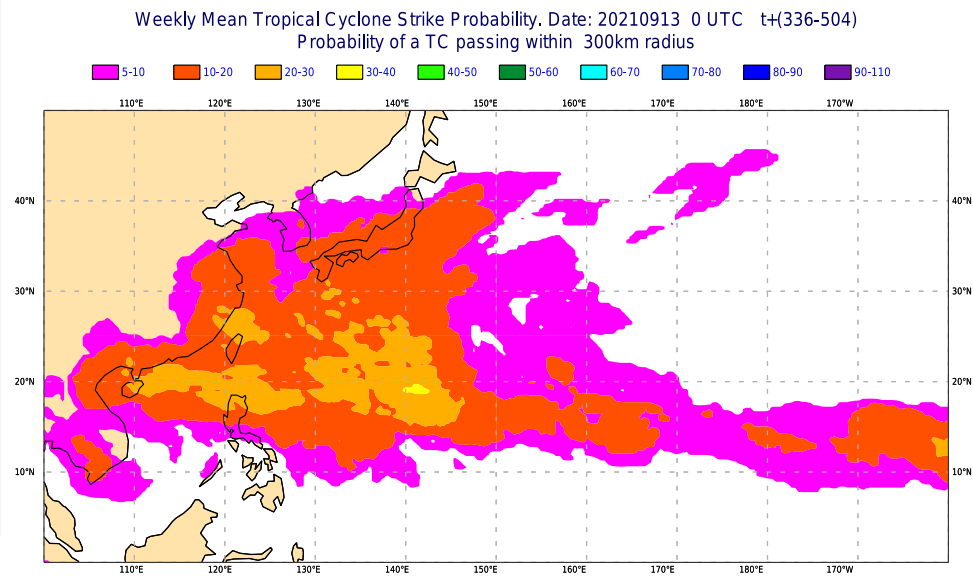 Weekly Mean Tropical Cyclone Strike Probability. Date: 20210913 0 UTC t+(336-504)
Probability of a TC passing within 300km radius
5-10 10-20 20-30 30-40 40-50 50-60 60-70 70-80 80-90 90-110
110°E 120°E 130°E 140°E 150°E 160°E 170°E 180°E 170°W
40°N 40°N
30°N 30°N
20°N 20°N
10°N 10°N
110°E 120°E 130°E 140°E 150°E 160°E 170°E 180°E 170°W